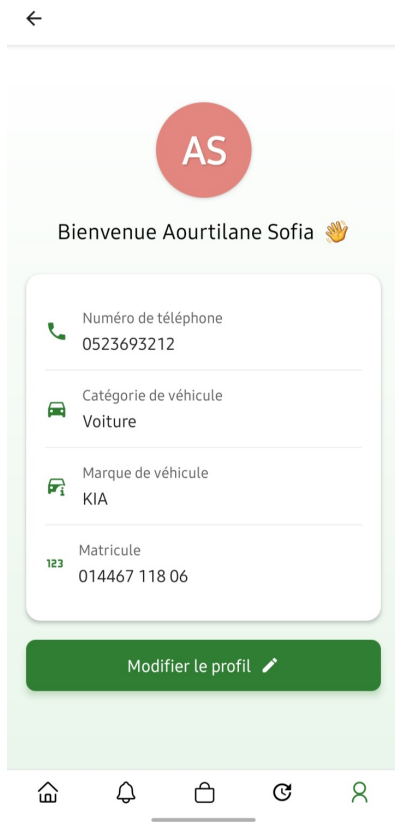 AS
Bienvenue Aourtilane Sofia 👋
Numéro de téléphone
0523693212
Catégorie de véhicule
Voiture
Marque de véhicule
KIA
123 Matricule
014467 118 06
Modifier le profil